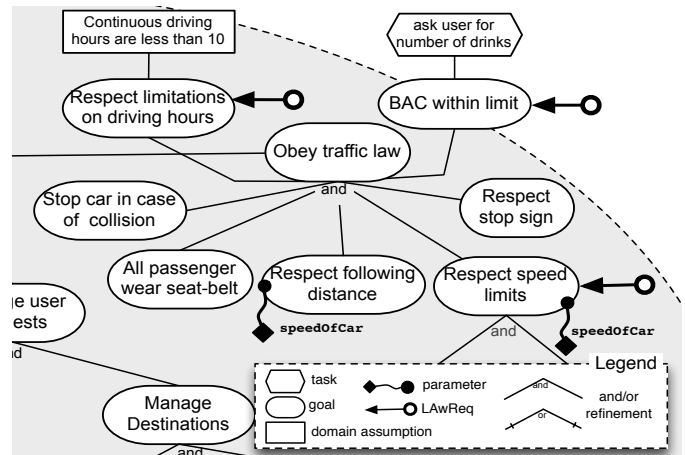 Continuous driving
hours are less than 10
ask user for
number of drinks
Respect limitations
on driving hours
BAC within limit
Obey traffic law
and
Stop car in case
of collision
Respect
stop sign
All passenger
wear seat-belt
Respect following
distance
Respect speed
limits
speedOfCar
speedOfCar
ge user
ests
nd
and
Manage
Destinations
and
Legend
task
goal
domain assumption
parameter
LAwReq
and
or
and/or
refinement